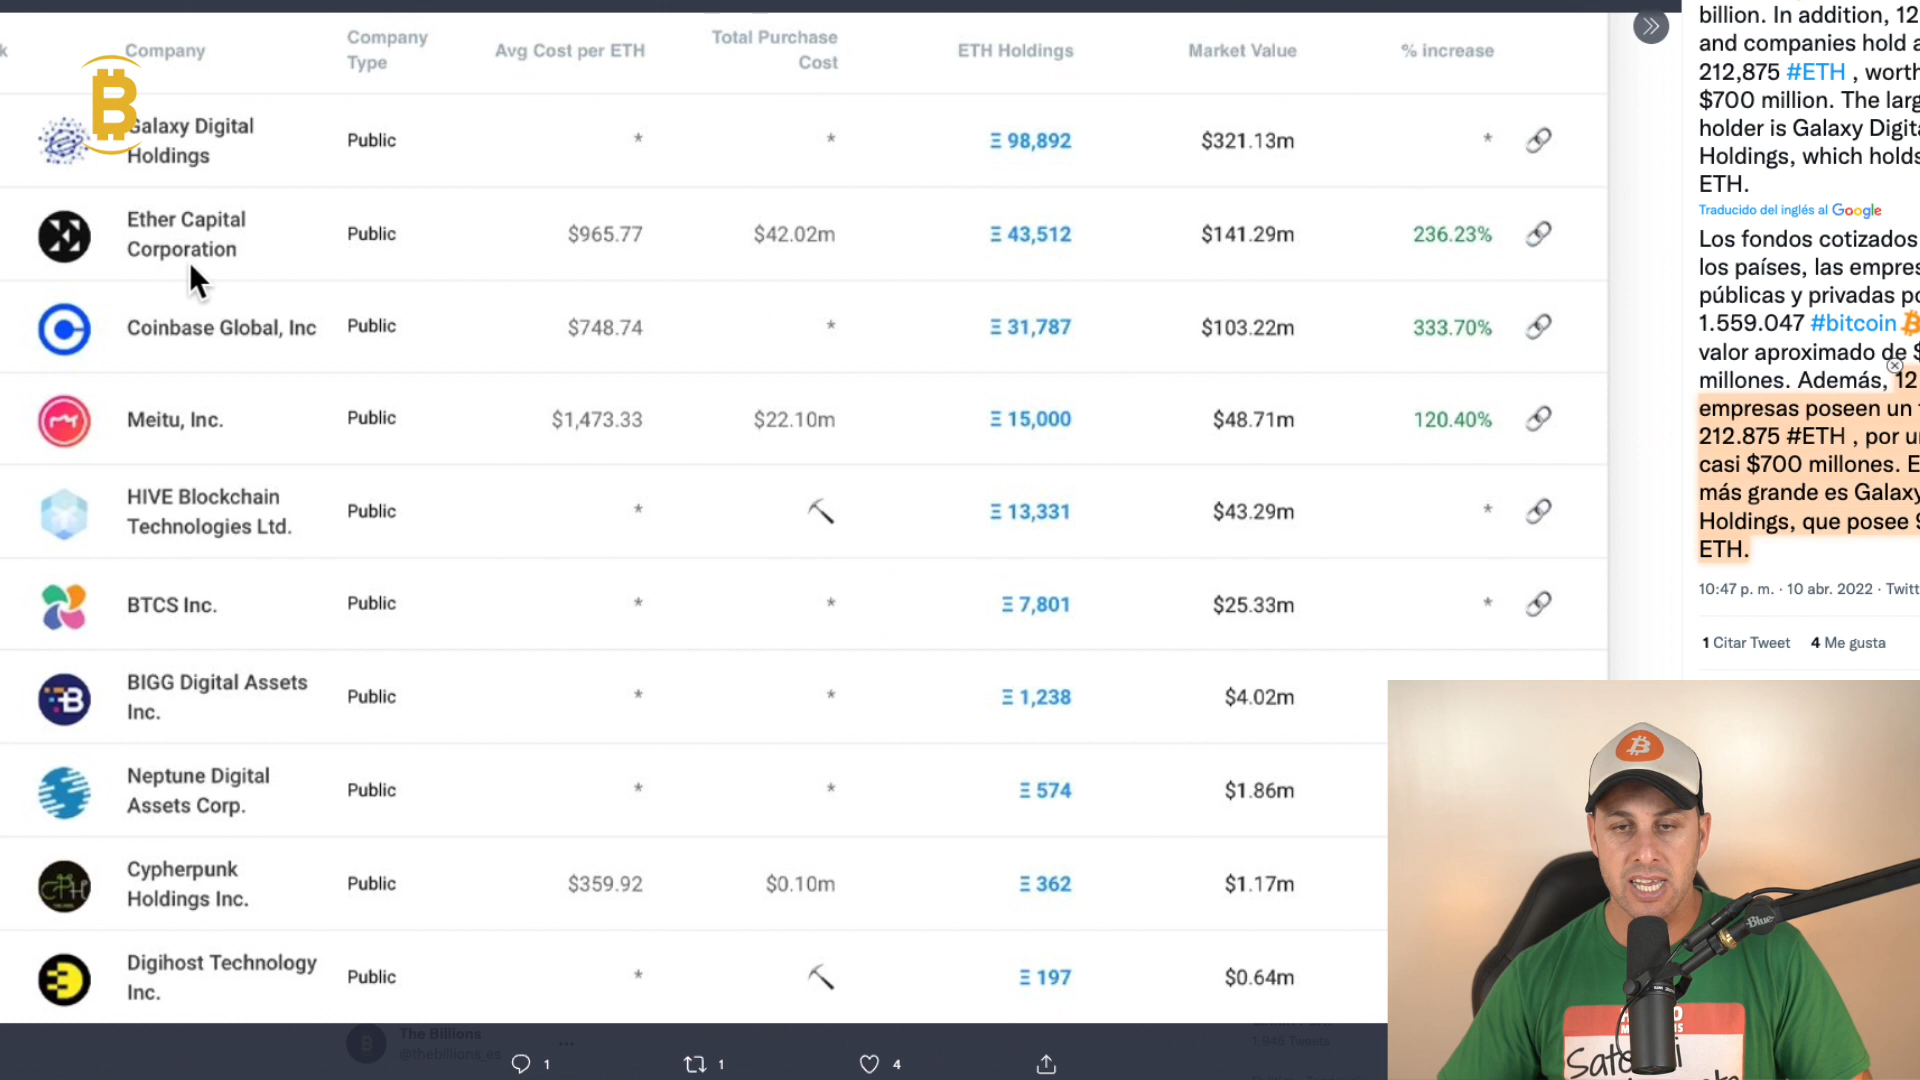 k Company Company Type Avg Cost per ETH Total Purchase Cost ETH Holdings Market Value % increase
Galaxy Digital Holdings Public * * Ξ 98,892 $321.13m *
Ether Capital Corporation Public $965.77 $42.02m Ξ 43,512 $141.29m 236.23%
Coinbase Global, Inc Public $748.74 * Ξ 31,787 $103.22m 333.70%
Meitu, Inc. Public $1,473.33 $22.10m Ξ 15,000 $48.71m 120.40%
HIVE Blockchain Technologies Ltd. Public * Ξ 13,331 $43.29m *
BTCS Inc. Public * * Ξ 7,801 $25.33m *
BIGG Digital Assets Inc. Public * * Ξ 1,238 $4.02m
Neptune Digital Assets Corp. Public * * Ξ 574 $1.86m
Cypherpunk Holdings Inc. Public $359.92 $0.10m Ξ 362 $1.17m
Digihost Technology Inc. Public * Ξ 197 $0.64m
The Billions
@thebillions_es
1 1 4
billion. In addition, 12
and companies hold a
212,875 #ETH , worth
$700 million. The larg
holder is Galaxy Digita
Holdings, which holds
ETH.
Traducido del inglés al Google
Los fondos cotizados
los países, las empres
públicas y privadas po
1.559.047 #bitcoin
valor aproximado de $
millones. Además, 12
empresas poseen un
212.875 #ETH , por un
casi $700 millones. E
más grande es Galaxy
Holdings, que posee 9
ETH.
10:47 p. m. · 10 abr. 2022 · Twitt
1 Citar Tweet 4 Me gusta
Blue